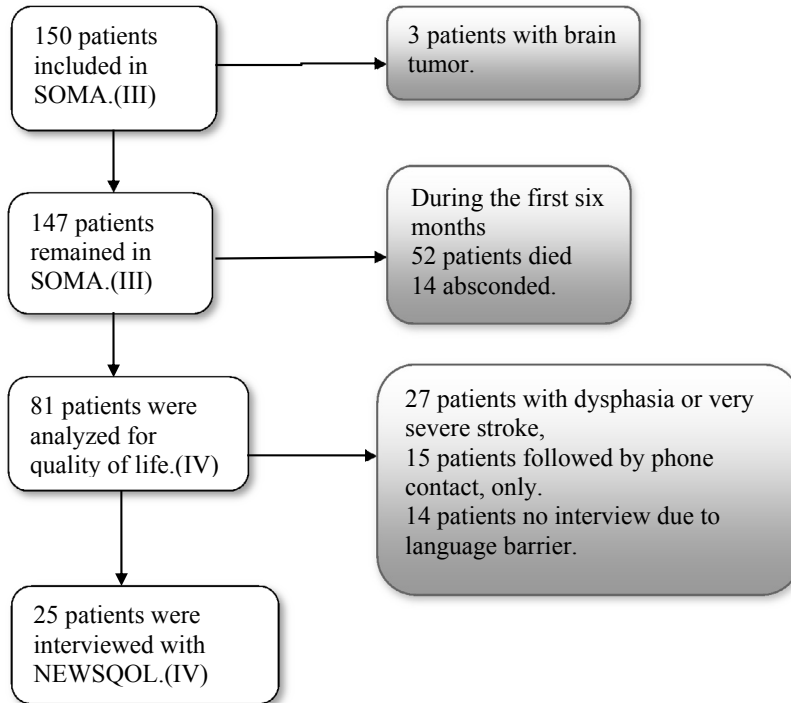 150 patients
included in
SOMA.(III)
3 patients with brain
tumor.
147 patients
remained in
SOMA.(III)
During the first six
months
52 patients died
14 absconded.
81 patients were
analyzed for
quality of life.(IV)
27 patients with dysphasia or very
severe stroke,
15 patients followed by phone
contact, only.
14 patients no interview due to
language barrier.
25 patients were
interviewed with
NEWSQOL.(IV)